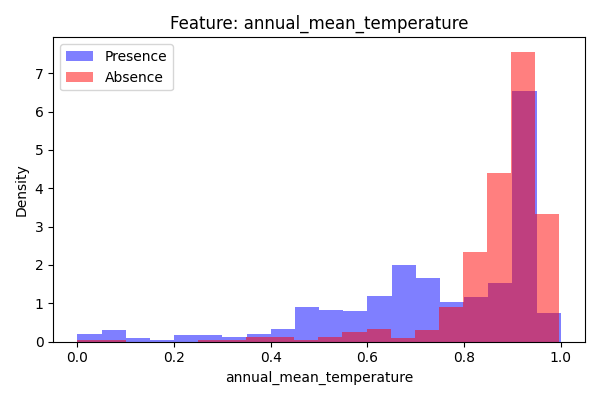 Feature: annual_mean_temperature
Presence
Absence
Density
7
6
5
4
3
2
1
0
0.0 0.2 0.4 0.6 0.8 1.0
annual_mean_temperature